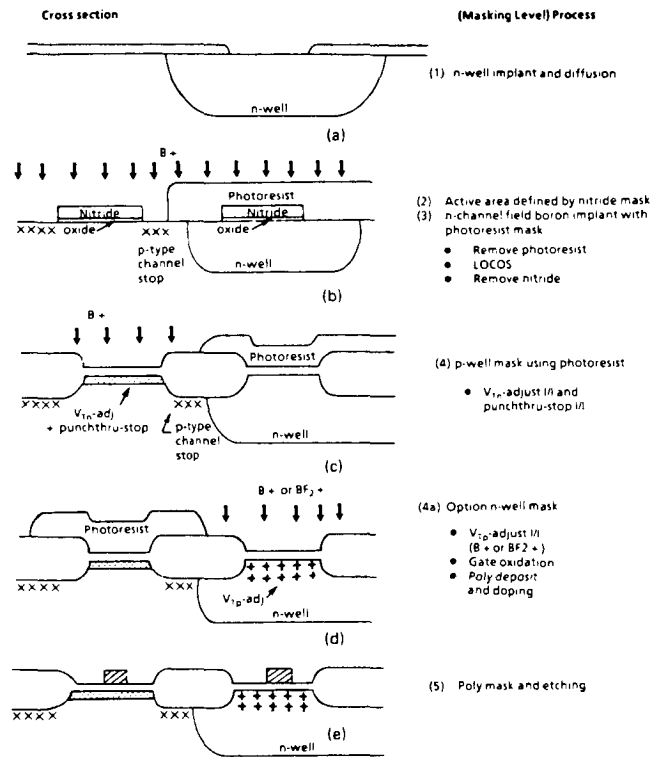 Cross section
(Masking Level) Process
(1) n-well implant and diffusion
n-well
(a)
B+
Photoresist
Nitride
Nitride
××××
oxide
×××
oxide
p-type
channel
stop
n-well
(b)
(2) Active area defined by nitride mask
(3) n-channel field boron implant with
photoresist mask
● Remove photoresist
● LOCOS
● Remove nitride
B+
Photoresist
××××
×××
VTn-adj
+ punchthru-stop
p-type
channel
stop
n-well
(c)
(4) p-well mask using photoresist
● VTn-adjust I/I and
punchthru-stop I/I
B+ or BF2+
Photoresist
××××
×××
+ + + + +
+ + + + +
VTp-adj
n-well
(d)
(4a) Option n-well mask
● VTp-adjust I/I
(B+ or BF2+)
● Gate oxidation
● Poly deposit
and doping
××××
×××
+ + + + +
+ + + + +
n-well
(e)
(5) Poly mask and etching